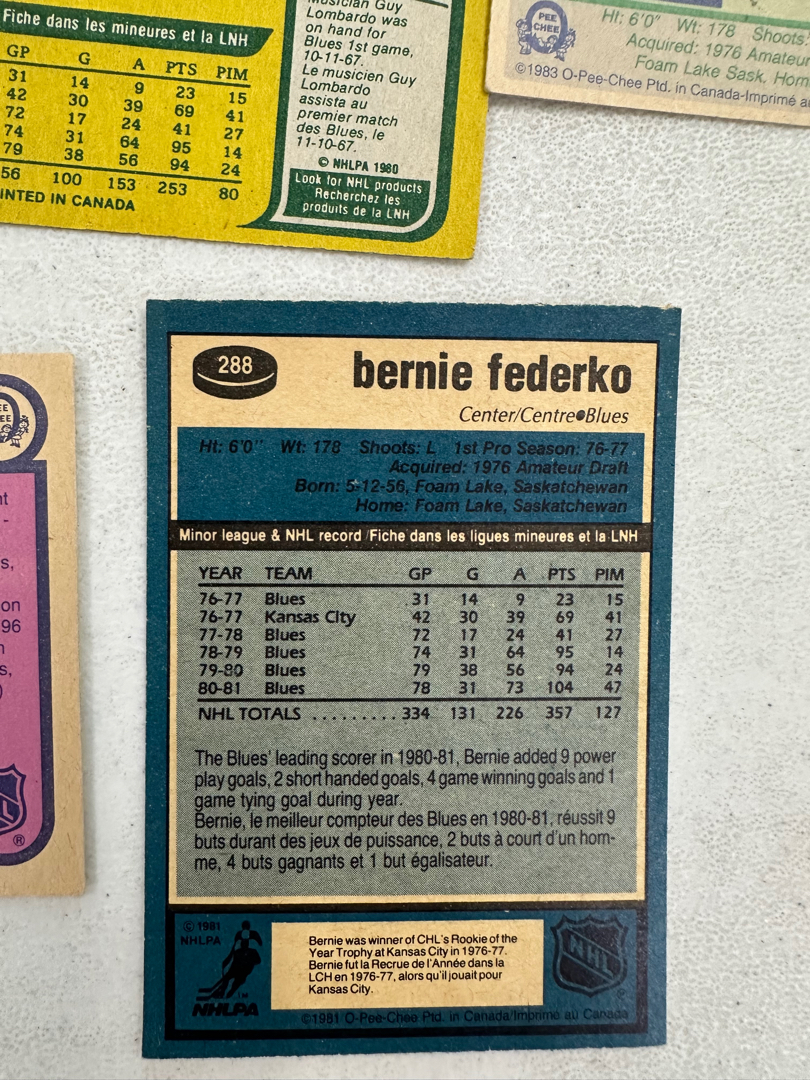 Fiche dans les mineures et la LNH
GP G A PTS PIM
31 14 9 23 15
42 30 39 69 41
72 17 24 41 27
74 31 64 95 14
79 38 56 94 24
56 100 153 253 80
INTED IN CANADA
Musician Guy
Lombardo was
on hand for
Blues 1st game,
10-11-67.
Le musicien Guy
Lombardo
assista au
premier match
des Blues, le
11-10-67.
© NHLPA 1980
Look for NHL products
Recherchez les
produits de la LNH
PEE
CHEE
Ht: 6'0" Wt: 178 Shoots:
Acquired: 1976 Amateur
Foam Lake Sask. Hom
©1983 O-Pee-Chee Ptd. in Canada-Imprimé a
288
bernie federko
Center/Centre•Blues
Ht: 6'0" Wt: 178 Shoots: L 1st Pro Season: 76-77
Acquired: 1976 Amateur Draft
Born: 5-12-56, Foam Lake, Saskatchewan
Home: Foam Lake, Saskatchewan
Minor league & NHL record /Fiche dans les ligues mineures et la LNH
YEAR TEAM GP G A PTS PIM
76-77 Blues 31 14 9 23 15
76-77 Kansas City 42 30 39 69 41
77-78 Blues 72 17 24 41 27
78-79 Blues 74 31 64 95 14
79-80 Blues 79 38 56 94 24
80-81 Blues 78 31 73 104 47
NHL TOTALS ......... 334 131 226 357 127
The Blues' leading scorer in 1980-81, Bernie added 9 power
play goals, 2 short handed goals, 4 game winning goals and 1
game tying goal during year.
Bernie, le meilleur compteur des Blues en 1980-81, réussit 9
buts durant des jeux de puissance, 2 buts à court d'un hom-
me, 4 buts gagnants et 1 but égalisateur.
© 1981
NHLPA
NHLPA
Bernie was winner of CHL's Rookie of the
Year Trophy at Kansas City in 1976-77.
Bernie fut la Recrue de l'Année dans la
LCH en 1976-77, alors qu'il jouait pour
Kansas City.
NHL
©1981 O-Pee-Chee Ptd. in Canada/Imprimé au Canada
EE
EE
nt
-
s,
on
96
n
s,
)
®